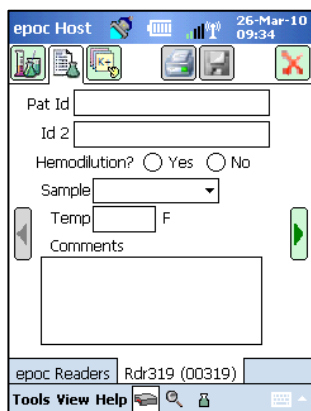 epoc Host 26-Mar-10
09:34
K+
Pat Id
Id 2
Hemodilution? Yes No
Sample
Temp F
Comments
epoc Readers Rdr319 (00319)
Tools View Help